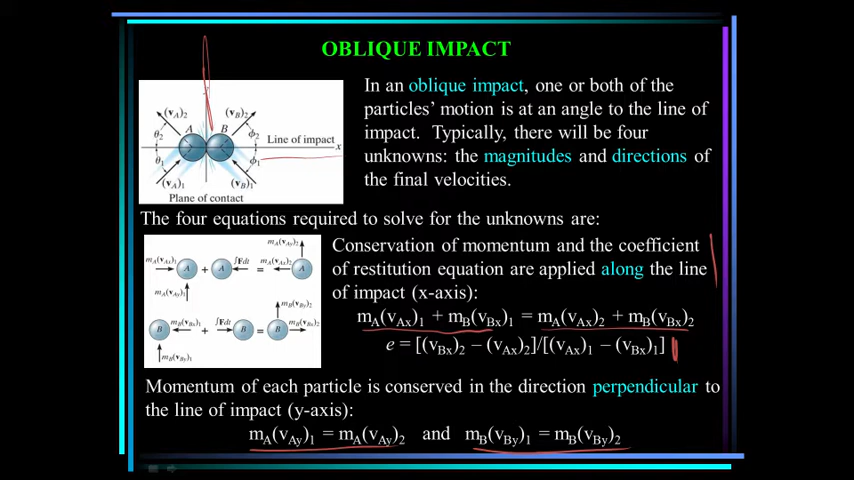 OBLIQUE IMPACT
In an oblique impact, one or both of the
particles' motion is at an angle to the line of
impact. Typically, there will be four
unknowns: the magnitudes and directions of
the final velocities.
(vA)2
(vB)2
A
B
θ2
ϕ2
Line of impact
x
θ1
ϕ1
(vA)1
(vB)1
Plane of contact
The four equations required to solve for the unknowns are:
mA(vAy)2
mA(vAx)1
A
+
A
∫Fdt
=
mA(vAx)2
A
mA(vAy)1
mB(vBy)2
B
mB(vBx)1
+
∫Fdt
B
=
B
mB(vBx)2
mB(vBy)1
Conservation of momentum and the coefficient
of restitution equation are applied along the line
of impact (x-axis):
mA(vAx)1 + mB(vBx)1 = mA(vAx)2 + mB(vBx)2
e = [(vBx)2 – (vAx)2]/[(vAx)1 – (vBx)1]
Momentum of each particle is conserved in the direction perpendicular to
the line of impact (y-axis):
mA(vAy)1 = mA(vAy)2 and mB(vBy)1 = mB(vBy)2